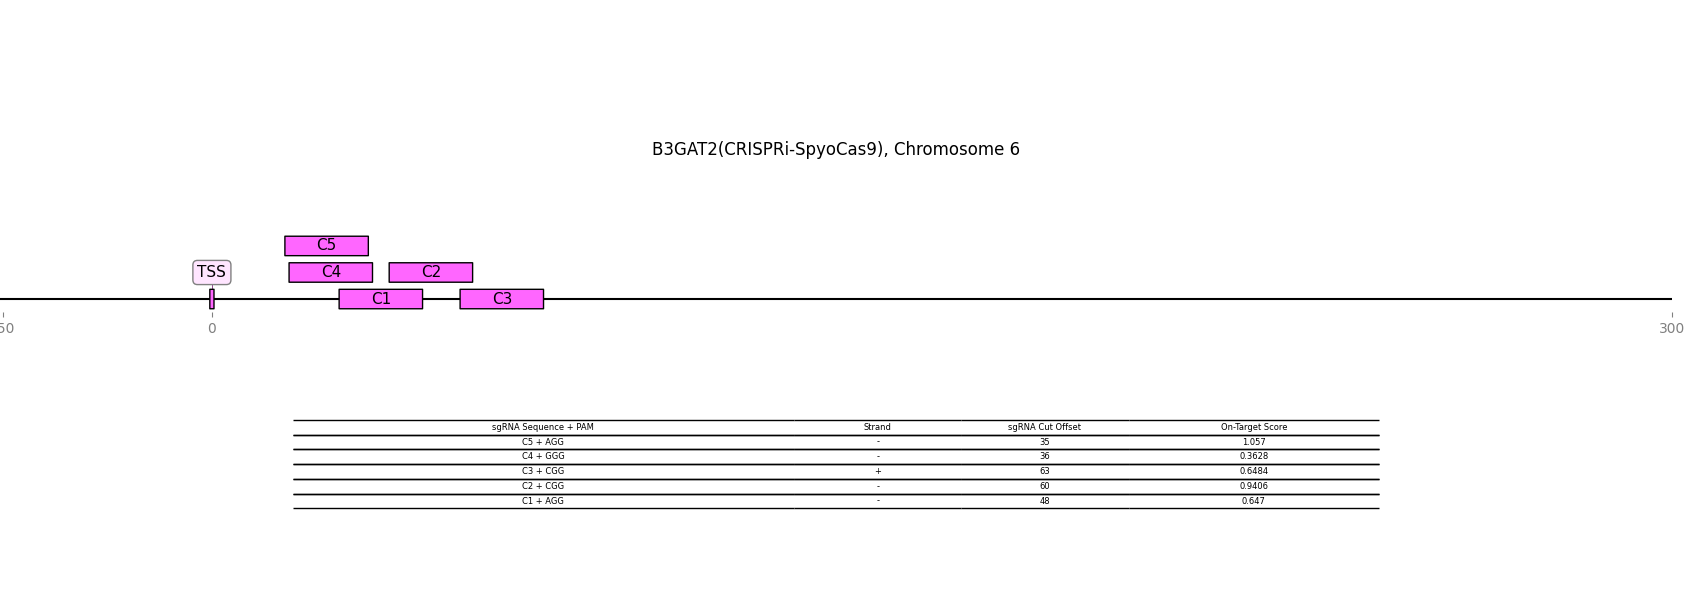 B3GAT2(CRISPRi-SpyoCas9), Chromosome 6
C5
TSS C4 C2
C1 C3
50 0 300
sgRNA Sequence + PAM Strand sgRNA Cut Offset On-Target Score
C5 + AGG - 35 1.057
C4 + GGG - 36 0.3628
C3 + CGG + 63 0.6484
C2 + CGG - 60 0.9406
C1 + AGG - 48 0.647